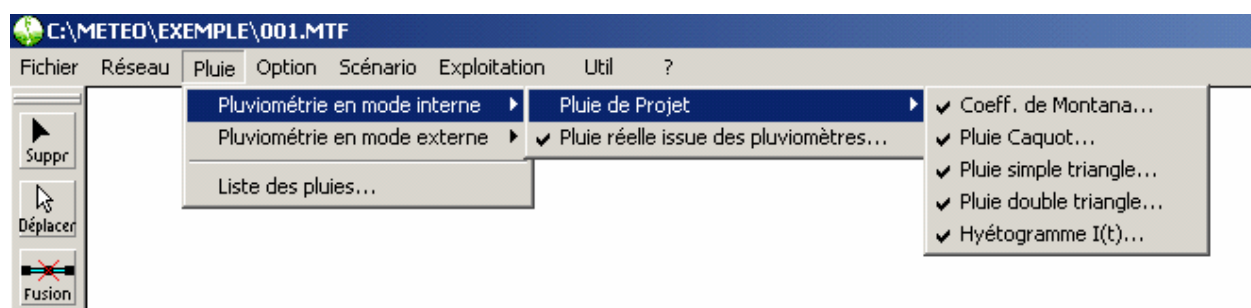 C:\METEO\EXEMPLE\001.MTF
Fichier Réseau Pluie Option Scénario Exploitation Util ?
Pluviométrie en mode interne
Pluviométrie en mode externe
Liste des pluies...
Pluie de Projet
Pluie réelle issue des pluviomètres...
Coeff. de Montana...
Pluie Caquot...
Pluie simple triangle...
Pluie double triangle...
Hyétogramme I(t)...
Suppr
Déplacer
Fusion